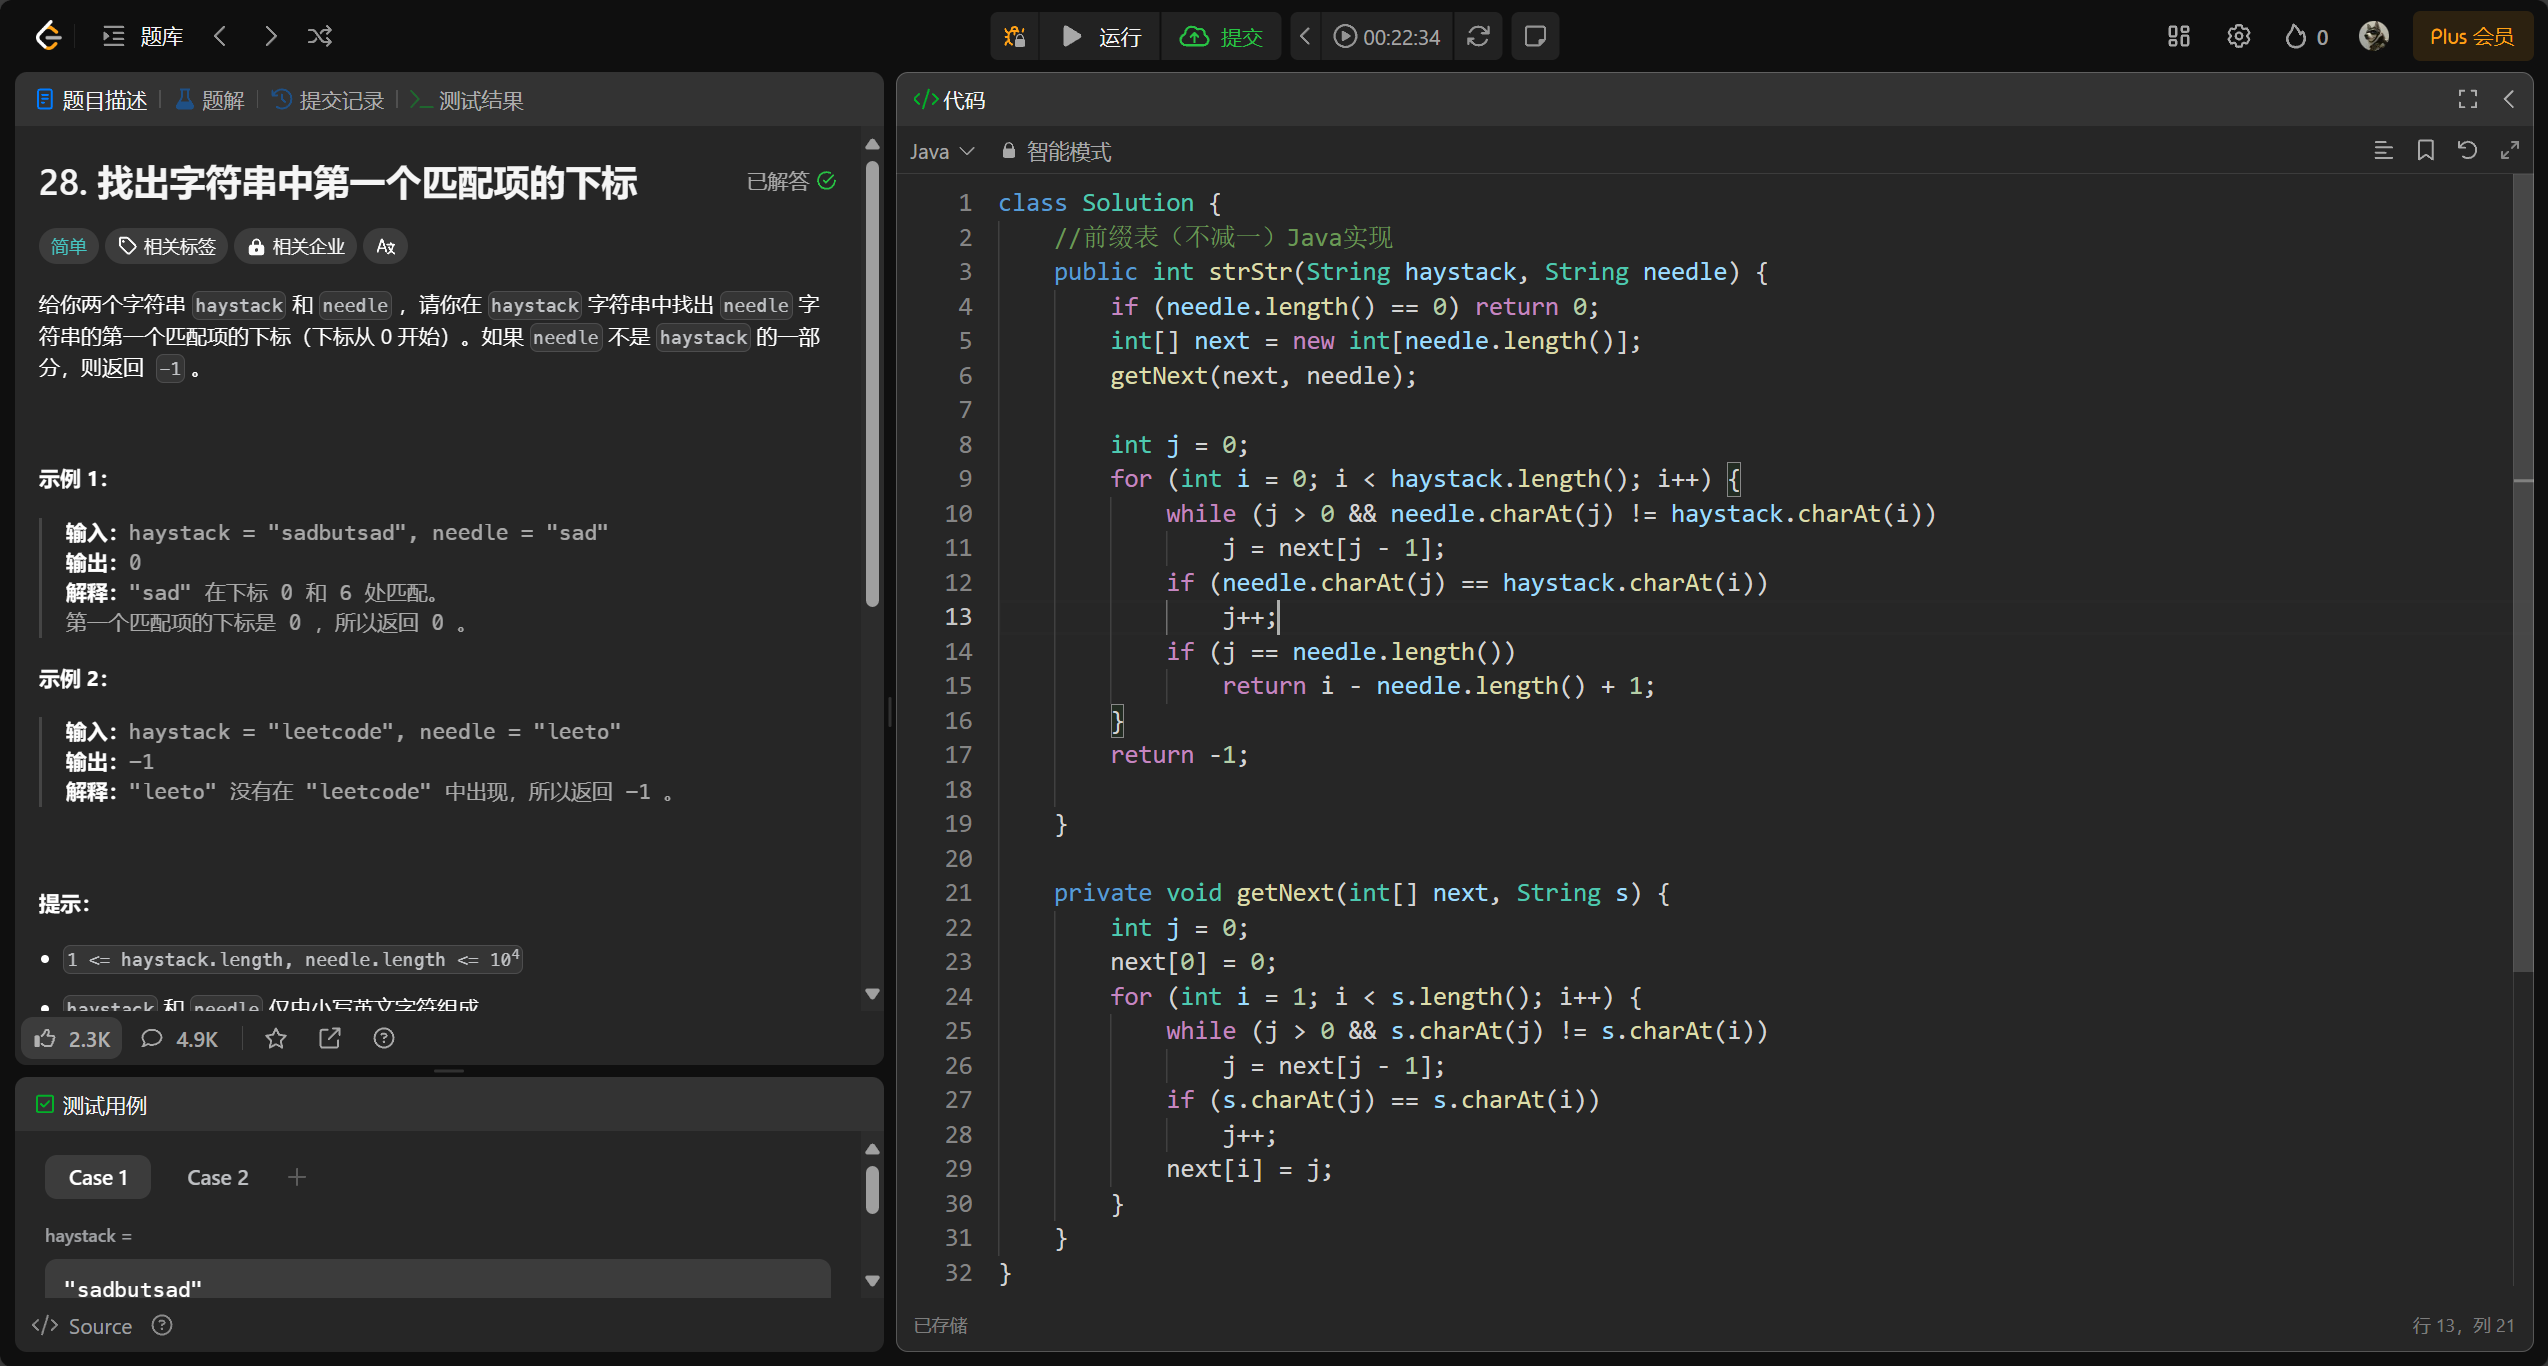 题库
运行
提交
00:22:34
0
Plus 会员
题目描述
题解
提交记录
测试结果
28. 找出字符串中第一个匹配项的下标
已解答
简单
相关标签
相关企业
给你两个字符串 haystack 和 needle ，请你在 haystack 字符串中找出 needle 字
符串的第一个匹配项的下标（下标从 0 开始）。如果 needle 不是 haystack 的一部
分，则返回 -1 。
示例 1：
输入：haystack = "sadbutsad", needle = "sad"
输出：0
解释："sad" 在下标 0 和 6 处匹配。
第一个匹配项的下标是 0 ，所以返回 0 。
示例 2：
输入：haystack = "leetcode", needle = "leeto"
输出：-1
解释："leeto" 没有在 "leetcode" 中出现，所以返回 -1 。
提示：
1 <= haystack.length, needle.length <= 10⁴
haystack 和 needle 仅由小写英文字符组成
2.3K
4.9K
测试用例
Case 1
Case 2
haystack =
"sadbutsad"
Source
代码
Java
智能模式
1 class Solution {
2     //前缀表（不减一）Java实现
3     public int strStr(String haystack, String needle) {
4         if (needle.length() == 0) return 0;
5         int[] next = new int[needle.length()];
6         getNext(next, needle);
7
8         int j = 0;
9         for (int i = 0; i < haystack.length(); i++) {
10             while (j > 0 && needle.charAt(j) != haystack.charAt(i))
11                 j = next[j - 1];
12             if (needle.charAt(j) == haystack.charAt(i))
13                 j++;
14             if (j == needle.length())
15                 return i - needle.length() + 1;
16         }
17         return -1;
18
19     }
20
21     private void getNext(int[] next, String s) {
22         int j = 0;
23         next[0] = 0;
24         for (int i = 1; i < s.length(); i++) {
25             while (j > 0 && s.charAt(j) != s.charAt(i))
26                 j = next[j - 1];
27             if (s.charAt(j) == s.charAt(i))
28                 j++;
29             next[i] = j;
30         }
31     }
32 }
已存储
行 13，列 21